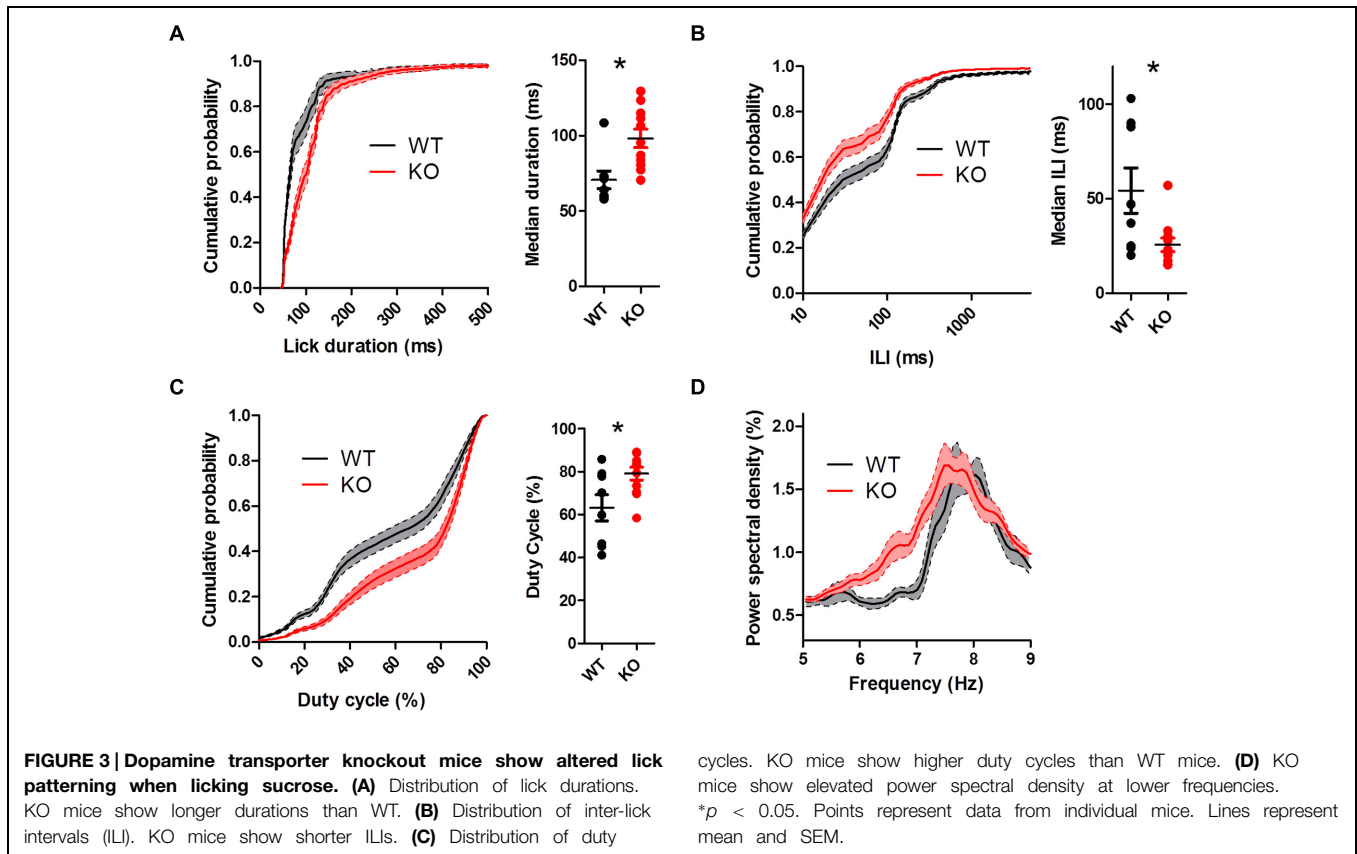 A
1.0
0.8
0.6
0.4
0.2
0.0
Cumulative probability
WT
KO
0
100
200
300
400
500
Lick duration (ms)
150
100
50
0
Median duration (ms)
*
WT
KO
B
1.0
0.8
0.6
0.4
0.2
0.0
Cumulative probability
WT
KO
10
100
1000
ILI (ms)
100
50
0
Median ILI (ms)
*
WT
KO
C
1.0
0.8
0.6
0.4
0.2
0.0
Cumulative probability
WT
KO
0
20
40
60
80
100
Duty cycle (%)
100
80
60
40
20
0
Duty Cycle (%)
*
WT
KO
D
2.0
1.5
1.0
0.5
Power spectral density (%)
WT
KO
5
6
7
8
9
Frequency (Hz)
FIGURE 3 | Dopamine transporter knockout mice show altered lick
patterning when licking sucrose. (A) Distribution of lick durations.
KO mice show longer durations than WT. (B) Distribution of inter-lick
intervals (ILI). KO mice show shorter ILIs. (C) Distribution of duty
cycles. KO mice show higher duty cycles than WT mice. (D) KO
mice show elevated power spectral density at lower frequencies.
*p < 0.05. Points represent data from individual mice. Lines represent
mean and SEM.